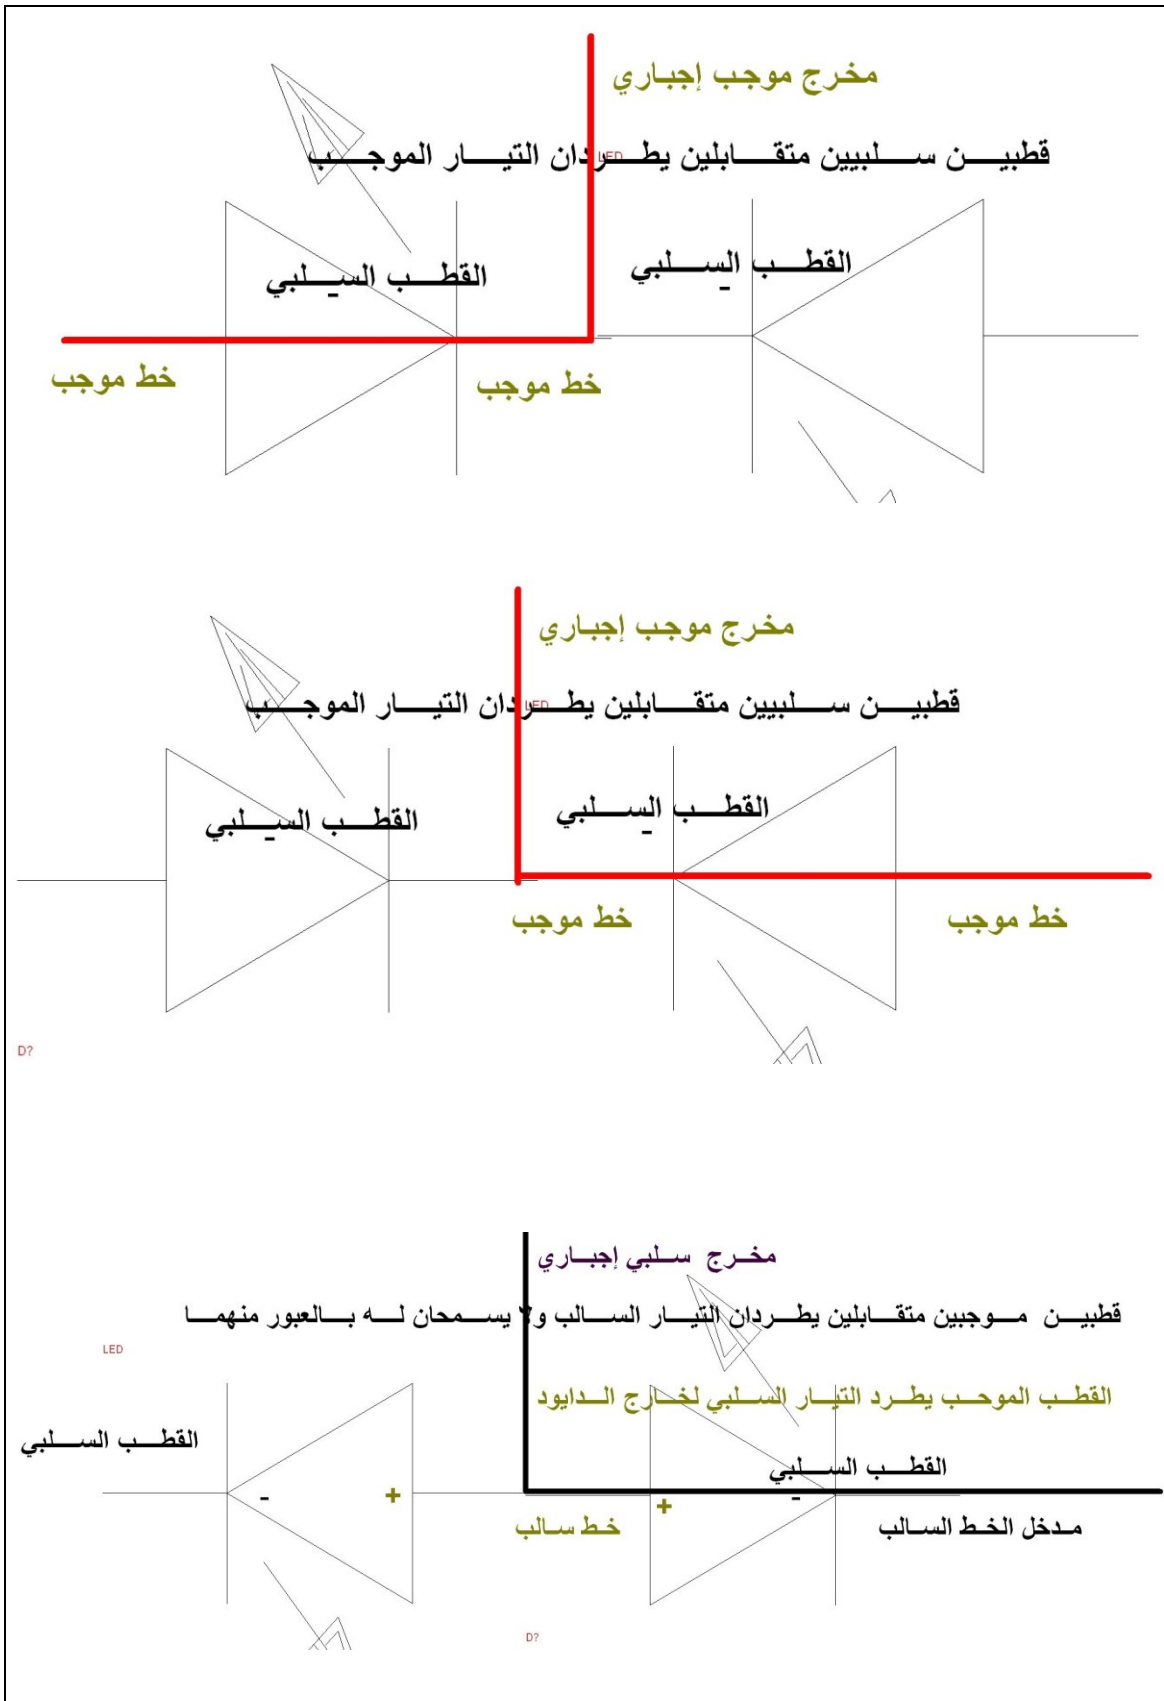 مخرج موجب إجباري
قطبين سلبيين متقابلين يطردان التيار الموجب
LED
القطب السلبي
القطب السلبي
-
-
خط موجب
خط موجب
مخرج موجب إجباري
قطبين سلبيين متقابلين يطردان التيار الموجب
LED
القطب السلبي
القطب السلبي
-
-
خط موجب
خط موجب
D?
مخرج سلبي إجباري
قطبين موجبين متقابلين يطردان التيار السالب ولا يسمحان له بالعبور منهما
LED
القطب الموجب يطرد التيار السلبي لخارج الدايود
القطب السلبي
القطب السلبي
- + + -
خط سالب
مدخل الخط السالب
D?